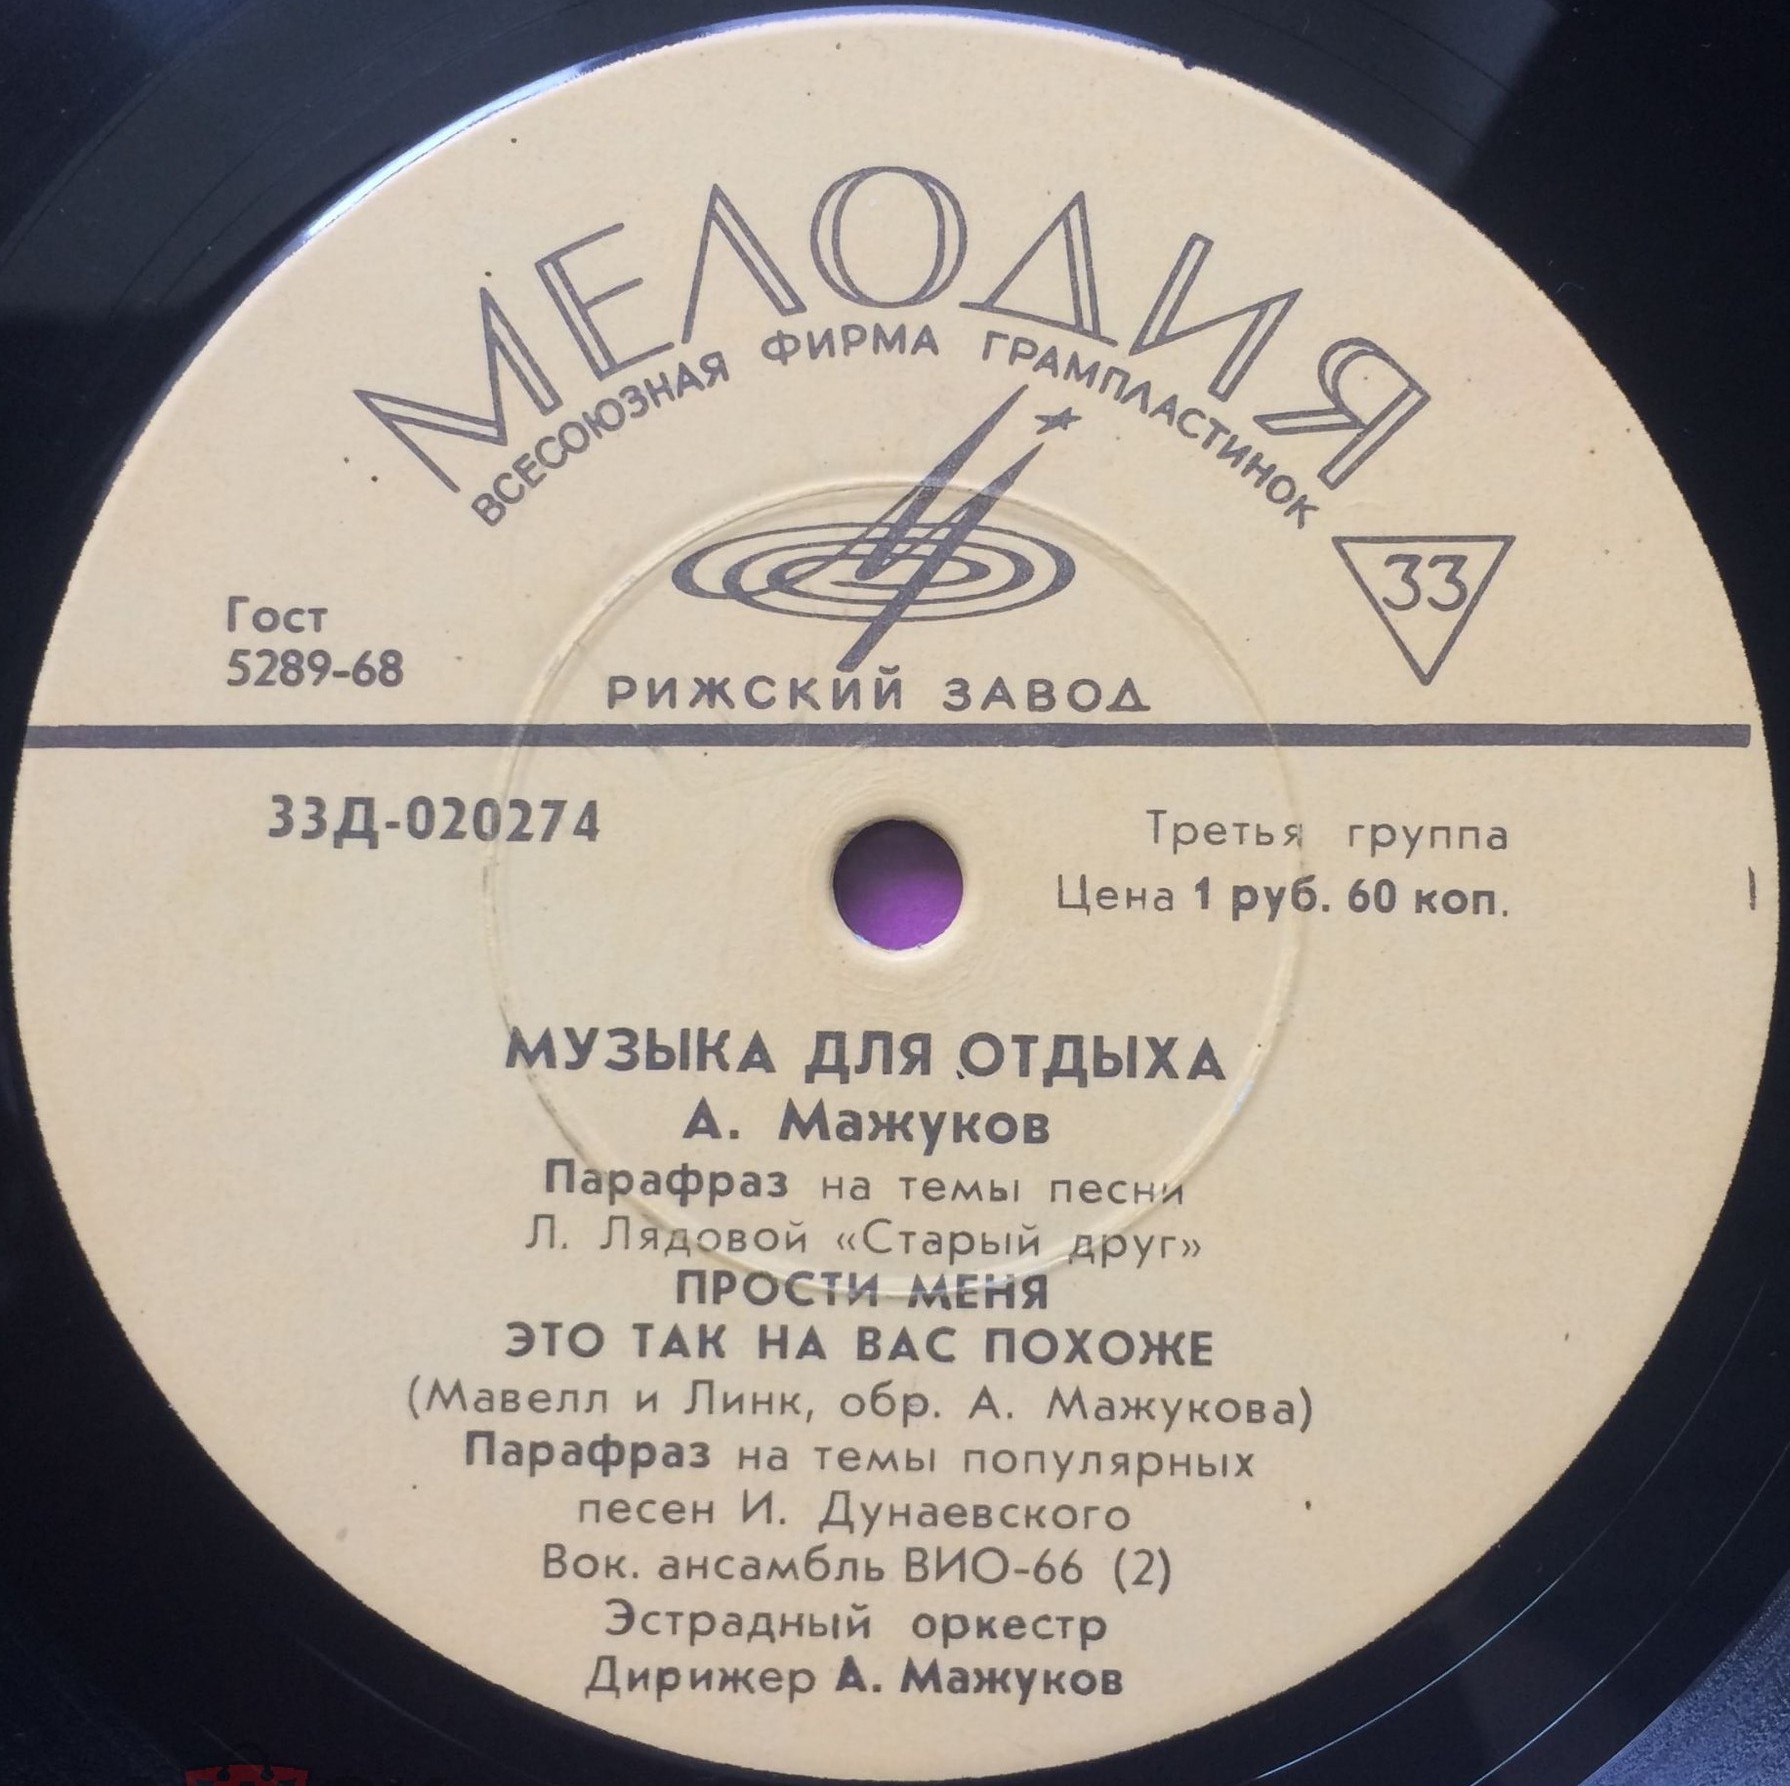 МЕЛОДИЯ
ВСЕСОЮЗНАЯ ФИРМА ГРАМПЛАСТИНОК
33
Гост
5289-68
РИЖСКИЙ ЗАВОД
33Д-020274
Третья группа
Цена 1 руб. 60 коп.
МУЗЫКА ДЛЯ ОТДЫХА
А. Мажуков
Парафраз на темы песни
Л. Лядовой «Старый друг»
ПРОСТИ МЕНЯ
ЭТО ТАК НА ВАС ПОХОЖЕ
(Мавелл и Линк, обр. А. Мажукова)
Парафраз на темы популярных
песен И. Дунаевского
Вок. ансамбль ВИО-66 (2)
Эстрадный оркестр
Дирижер А. Мажуков